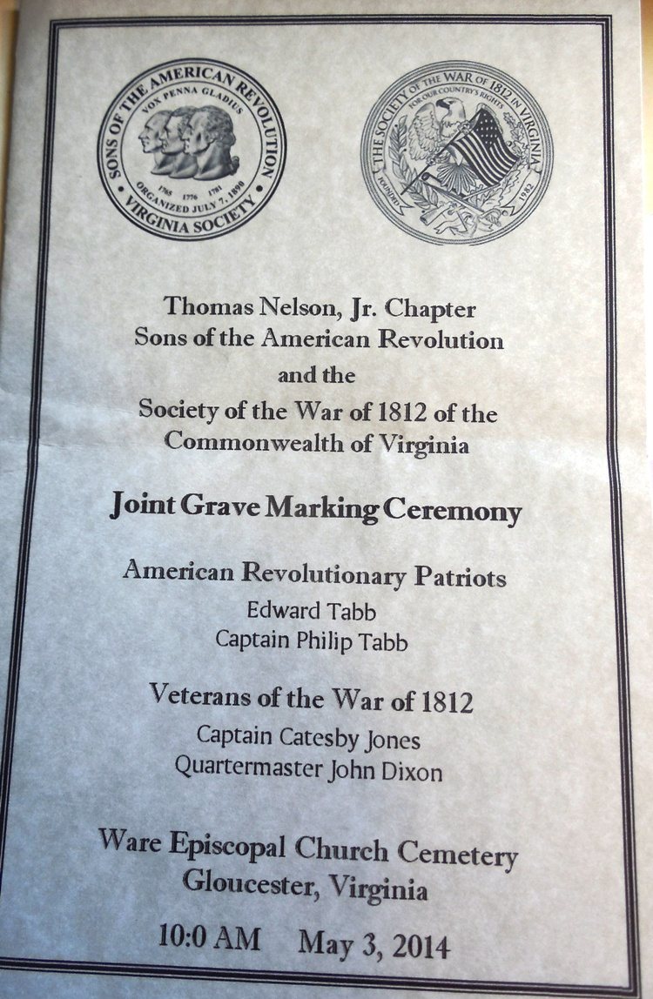 SONS OF THE AMERICAN REVOLUTION
VOX PENNA GLADIUS
1765 1776 1781
ORGANIZED JULY 7, 1890
• VIRGINIA SOCIETY •
THE SOCIETY OF THE WAR OF 1812 IN VIRGINIA
FOR OUR COUNTRY'S RIGHTS
1982
Thomas Nelson, Jr. Chapter
Sons of the American Revolution
and the
Society of the War of 1812 of the
Commonwealth of Virginia
Joint Grave Marking Ceremony
American Revolutionary Patriots
Edward Tabb
Captain Philip Tabb
Veterans of the War of 1812
Captain Catesby Jones
Quartermaster John Dixon
Ware Episcopal Church Cemetery
Gloucester, Virginia
10:0 AM May 3, 2014